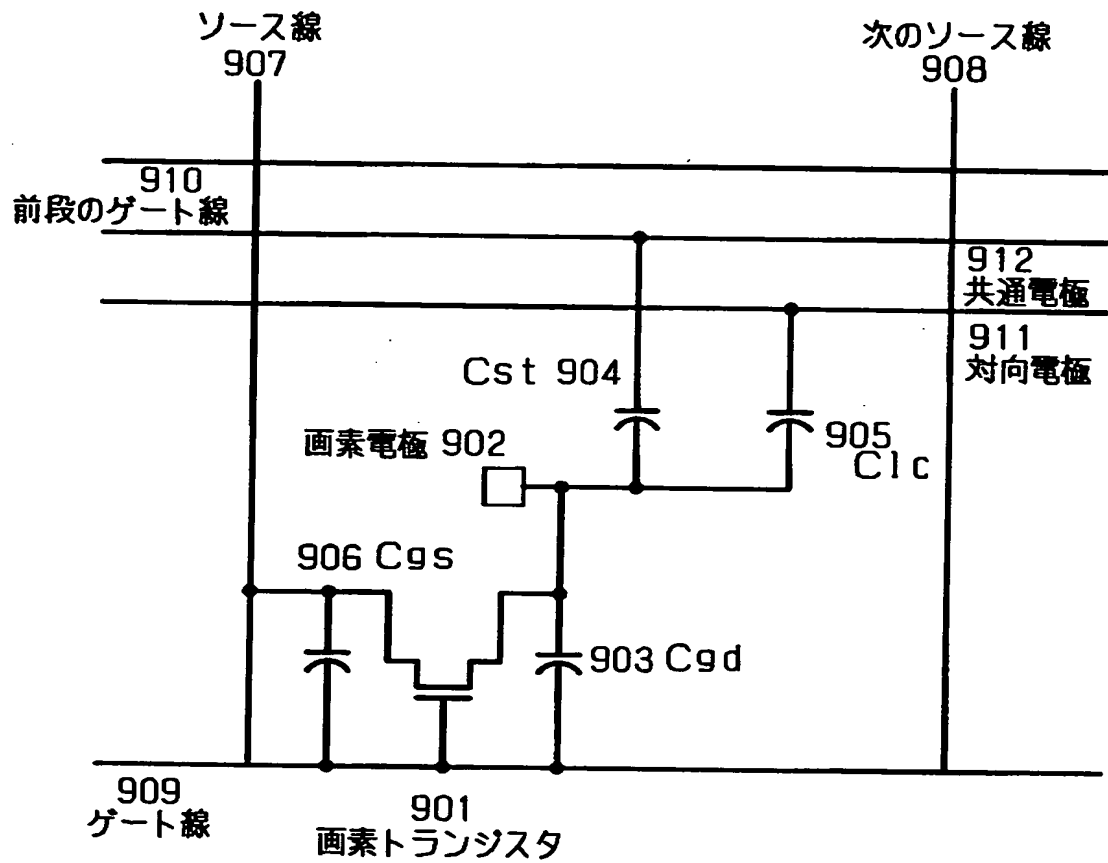 ソース線
907
次のソース線
908
910
前段のゲート線
912
共通電極
911
対向電極
Cst 904
905
Clc
画素電極 902
906 Cgs
903 Cgd
909
ゲート線
901
画素トランジスタ